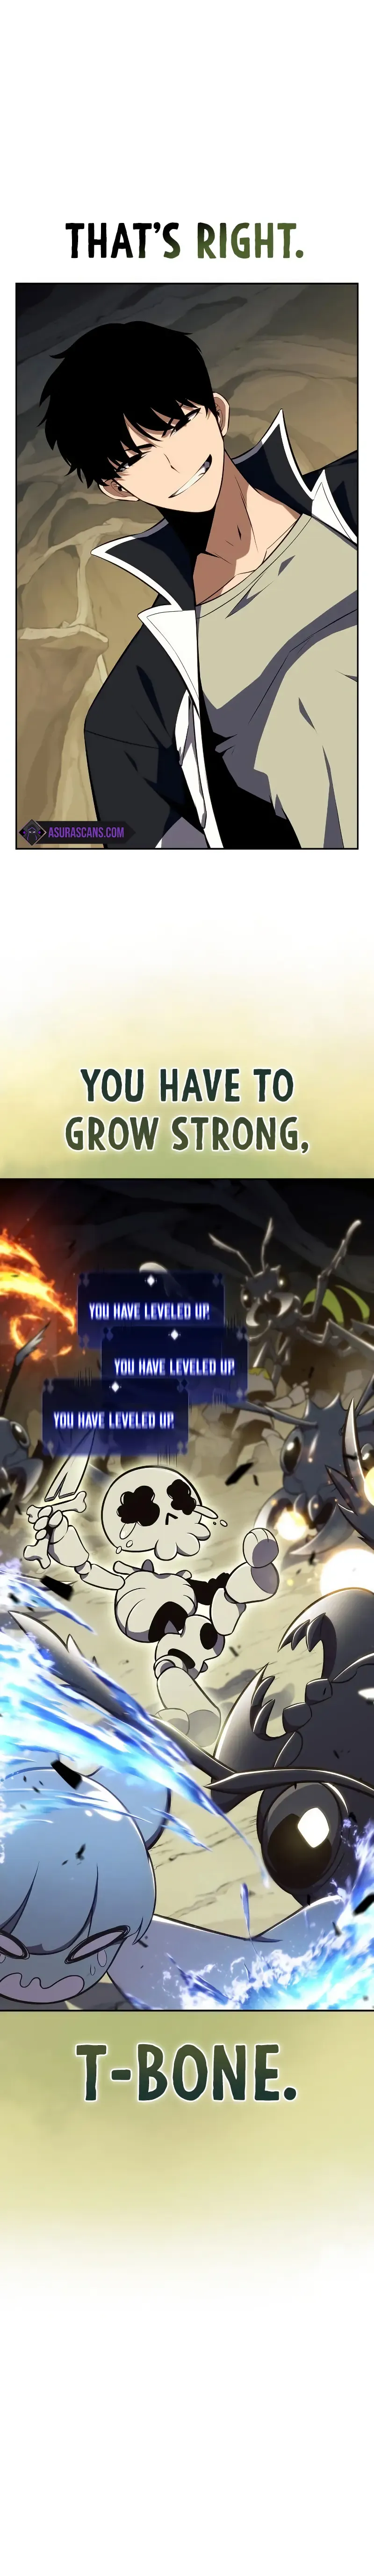 THAT'S RIGHT.
ASURASCANS.COM
YOU HAVE TO
GROW STRONG,
YOU HAVE LEVELED UP.
YOU HAVE LEVELED UP.
YOU HAVE LEVELED UP.
T-BONE.